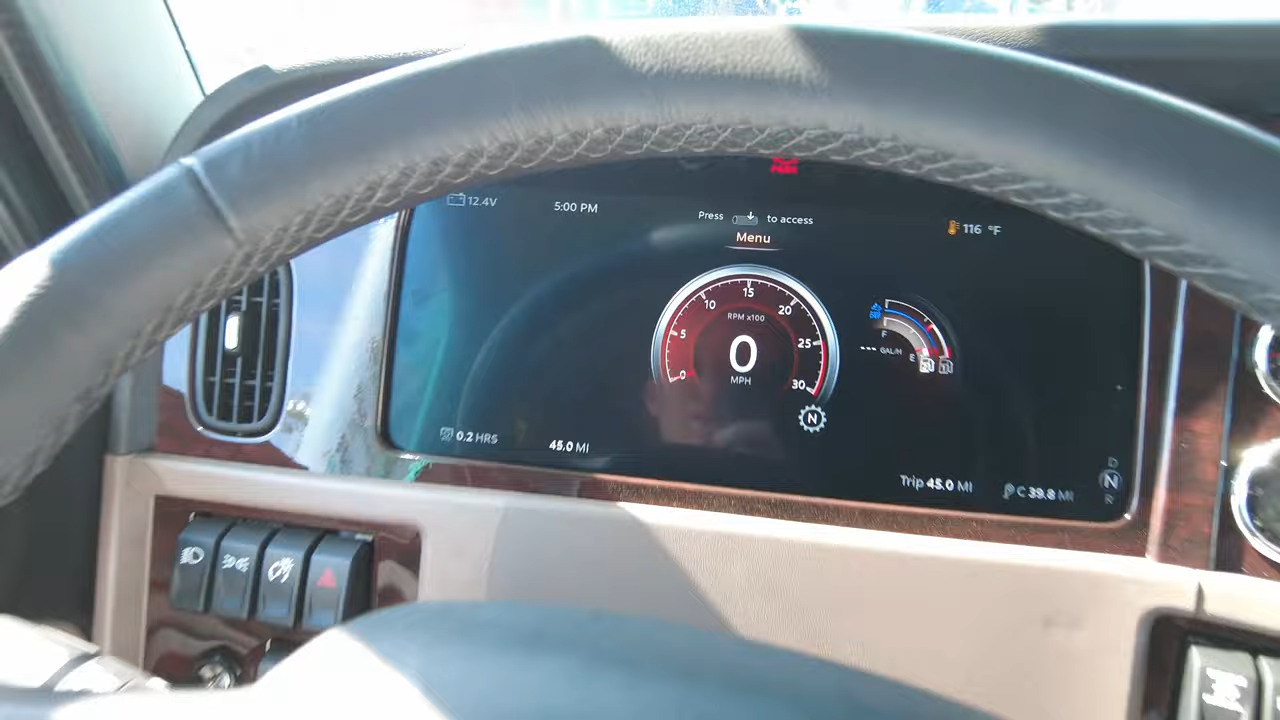 PARK
12.4V
5:00 PM
Press to access
116 °F
Menu
15
10
20
RPM x100
5
25
0
MPH
0
30
N
F
--- GAL/H
E
0.2 HRS
45.0 MI
Trip 45.0 MI
C 39.8 MI
D
N
R